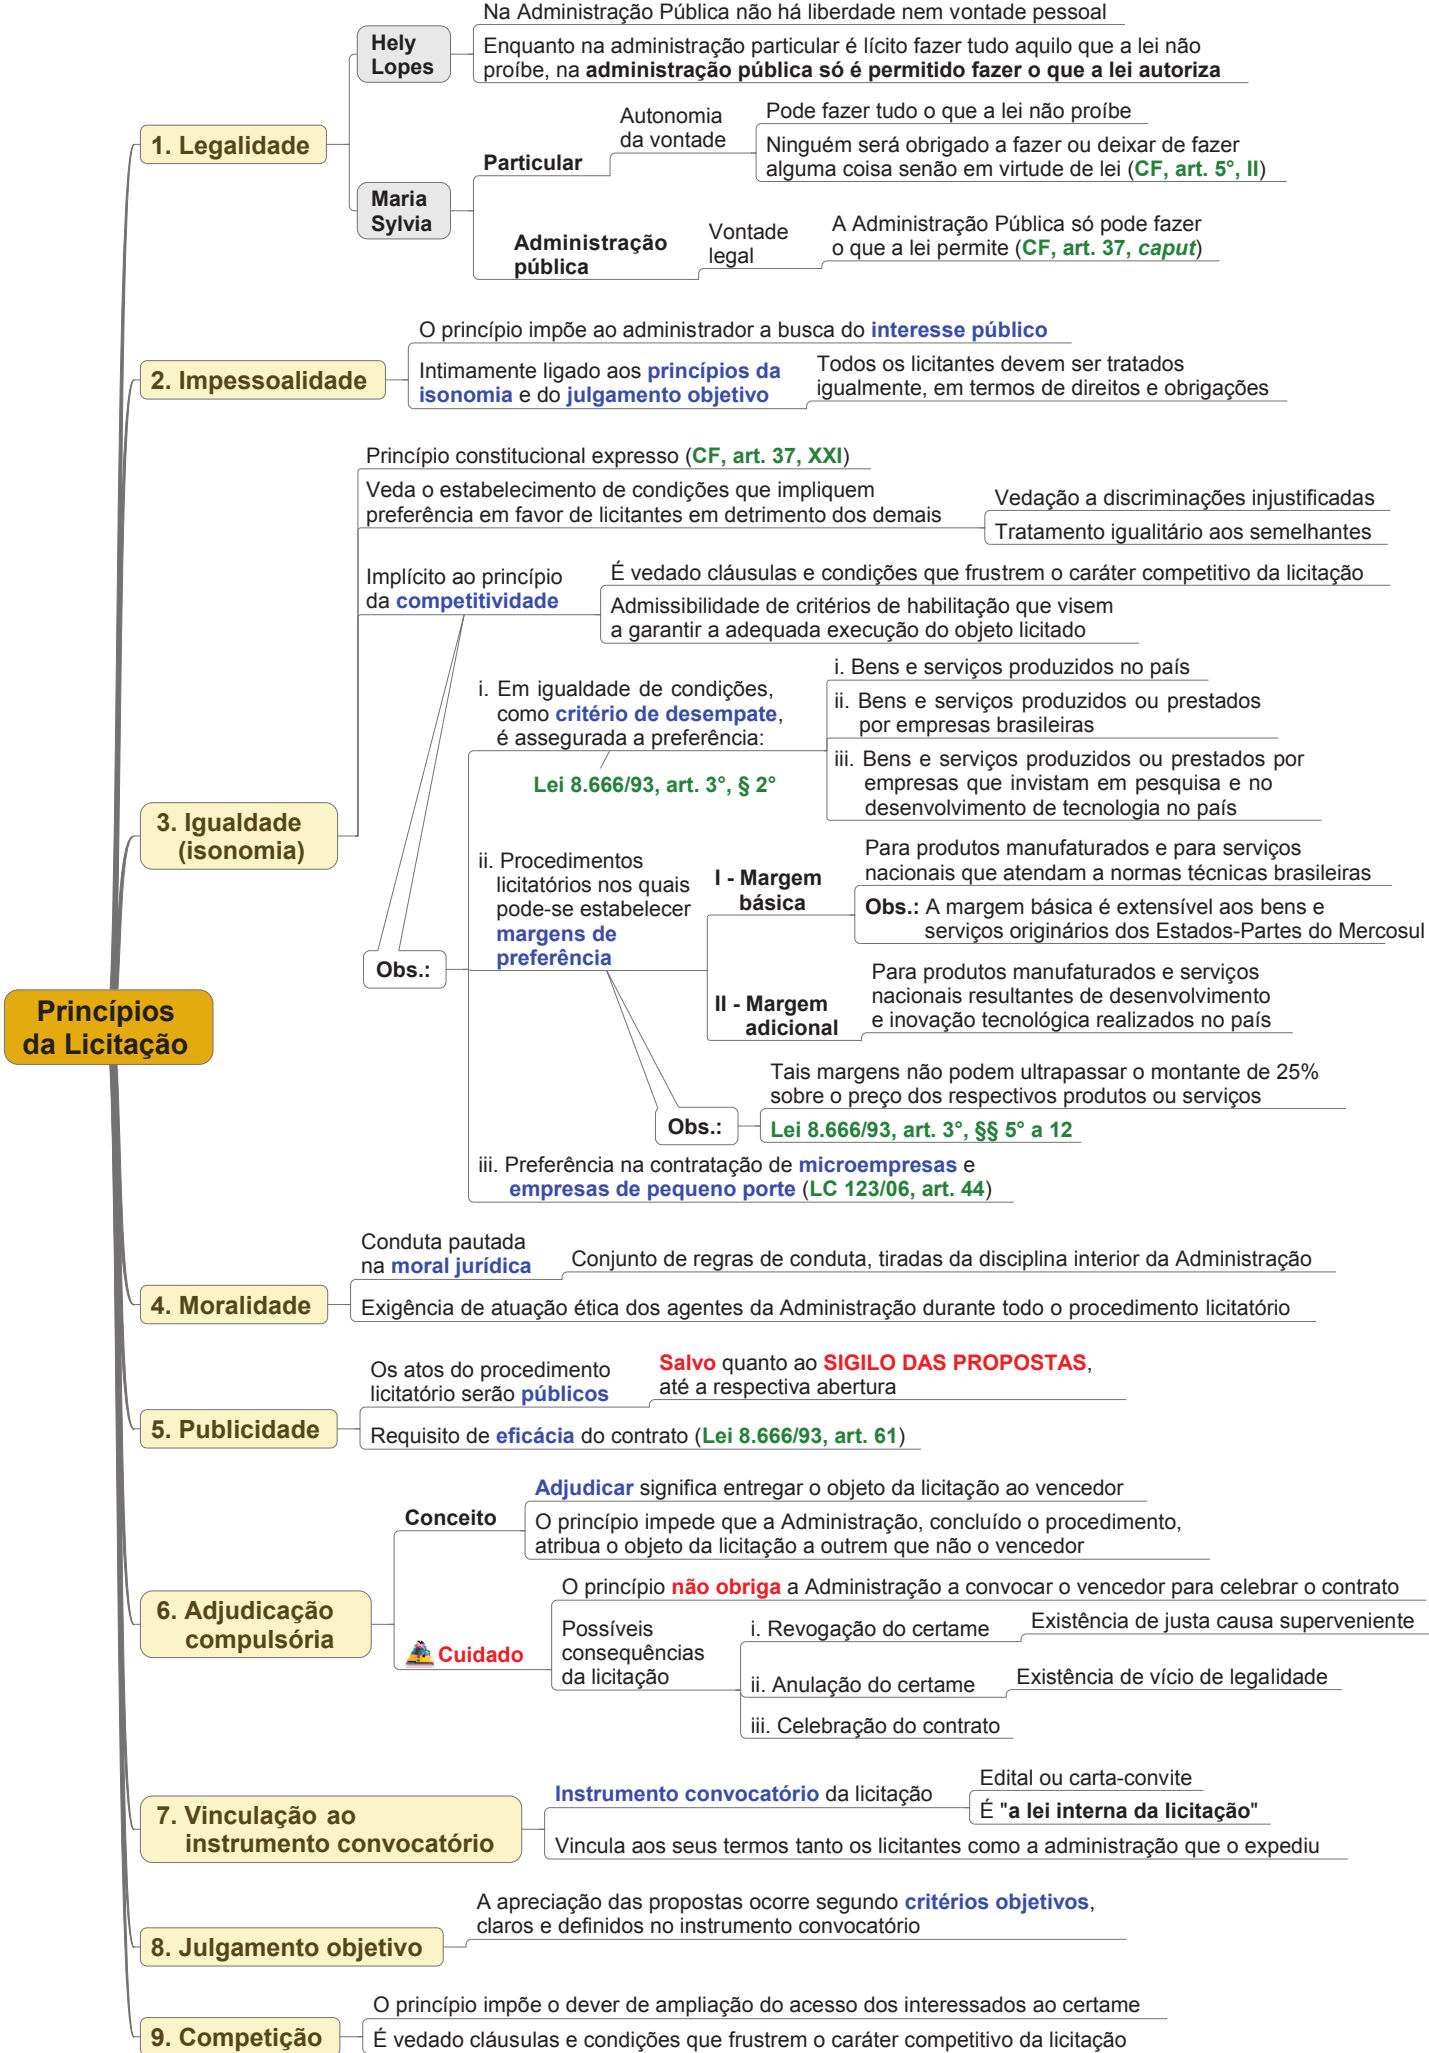 Princípios
da Licitação
1. Legalidade
Hely
Lopes
Na Administração Pública não há liberdade nem vontade pessoal
Enquanto na administração particular é lícito fazer tudo aquilo que a lei não
proíbe, na administração pública só é permitido fazer o que a lei autoriza
Maria
Sylvia
Particular
Autonomia
da vontade
Pode fazer tudo o que a lei não proíbe
Ninguém será obrigado a fazer ou deixar de fazer
alguma coisa senão em virtude de lei (CF, art. 5°, II)
Administração
pública
Vontade
legal
A Administração Pública só pode fazer
o que a lei permite (CF, art. 37, caput)
2. Impessoalidade
O princípio impõe ao administrador a busca do interesse público
Intimamente ligado aos princípios da
isonomia e do julgamento objetivo
Todos os licitantes devem ser tratados
igualmente, em termos de direitos e obrigações
3. Igualdade
(isonomia)
Princípio constitucional expresso (CF, art. 37, XXI)
Veda o estabelecimento de condições que impliquem
preferência em favor de licitantes em detrimento dos demais
Vedação a discriminações injustificadas
Tratamento igualitário aos semelhantes
Implícito ao princípio
da competitividade
É vedado cláusulas e condições que frustrem o caráter competitivo da licitação
Admissibilidade de critérios de habilitação que visem
a garantir a adequada execução do objeto licitado
Obs.:
i. Em igualdade de condições,
como critério de desempate,
é assegurada a preferência:
Lei 8.666/93, art. 3°, § 2°
i. Bens e serviços produzidos no país
ii. Bens e serviços produzidos ou prestados
por empresas brasileiras
iii. Bens e serviços produzidos ou prestados por
empresas que invistam em pesquisa e no
desenvolvimento de tecnologia no país
ii. Procedimentos
licitatórios nos quais
pode-se estabelecer
margens de
preferência
I - Margem
básica
Para produtos manufaturados e para serviços
nacionais que atendam a normas técnicas brasileiras
Obs.: A margem básica é extensível aos bens e
serviços originários dos Estados-Partes do Mercosul
II - Margem
adicional
Para produtos manufaturados e serviços
nacionais resultantes de desenvolvimento
e inovação tecnológica realizados no país
Obs.:
Tais margens não podem ultrapassar o montante de 25%
sobre o preço dos respectivos produtos ou serviços
Lei 8.666/93, art. 3°, §§ 5° a 12
iii. Preferência na contratação de microempresas e
empresas de pequeno porte (LC 123/06, art. 44)
4. Moralidade
Conduta pautada
na moral jurídica
Conjunto de regras de conduta, tiradas da disciplina interior da Administração
Exigência de atuação ética dos agentes da Administração durante todo o procedimento licitatório
5. Publicidade
Os atos do procedimento
licitatório serão públicos
Salvo quanto ao SIGILO DAS PROPOSTAS,
até a respectiva abertura
Requisito de eficácia do contrato (Lei 8.666/93, art. 61)
6. Adjudicação
compulsória
Conceito
Adjudicar significa entregar o objeto da licitação ao vencedor
O princípio impede que a Administração, concluído o procedimento,
atribua o objeto da licitação a outrem que não o vencedor
Cuidado
O princípio não obriga a Administração a convocar o vencedor para celebrar o contrato
Possíveis
consequências
da licitação
i. Revogação do certame
Existência de justa causa superveniente
ii. Anulação do certame
Existência de vício de legalidade
iii. Celebração do contrato
7. Vinculação ao
instrumento convocatório
Instrumento convocatório da licitação
Edital ou carta-convite
É "a lei interna da licitação"
Vincula aos seus termos tanto os licitantes como a administração que o expediu
8. Julgamento objetivo
A apreciação das propostas ocorre segundo critérios objetivos,
claros e definidos no instrumento convocatório
9. Competição
O princípio impõe o dever de ampliação do acesso dos interessados ao certame
É vedado cláusulas e condições que frustrem o caráter competitivo da licitação